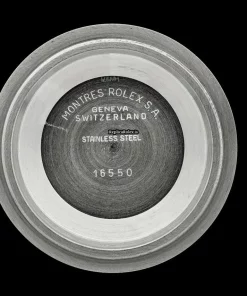 MONTRES ROLEX S.A.
GENEVA
SWITZERLAND
STAINLESS STEEL
16550